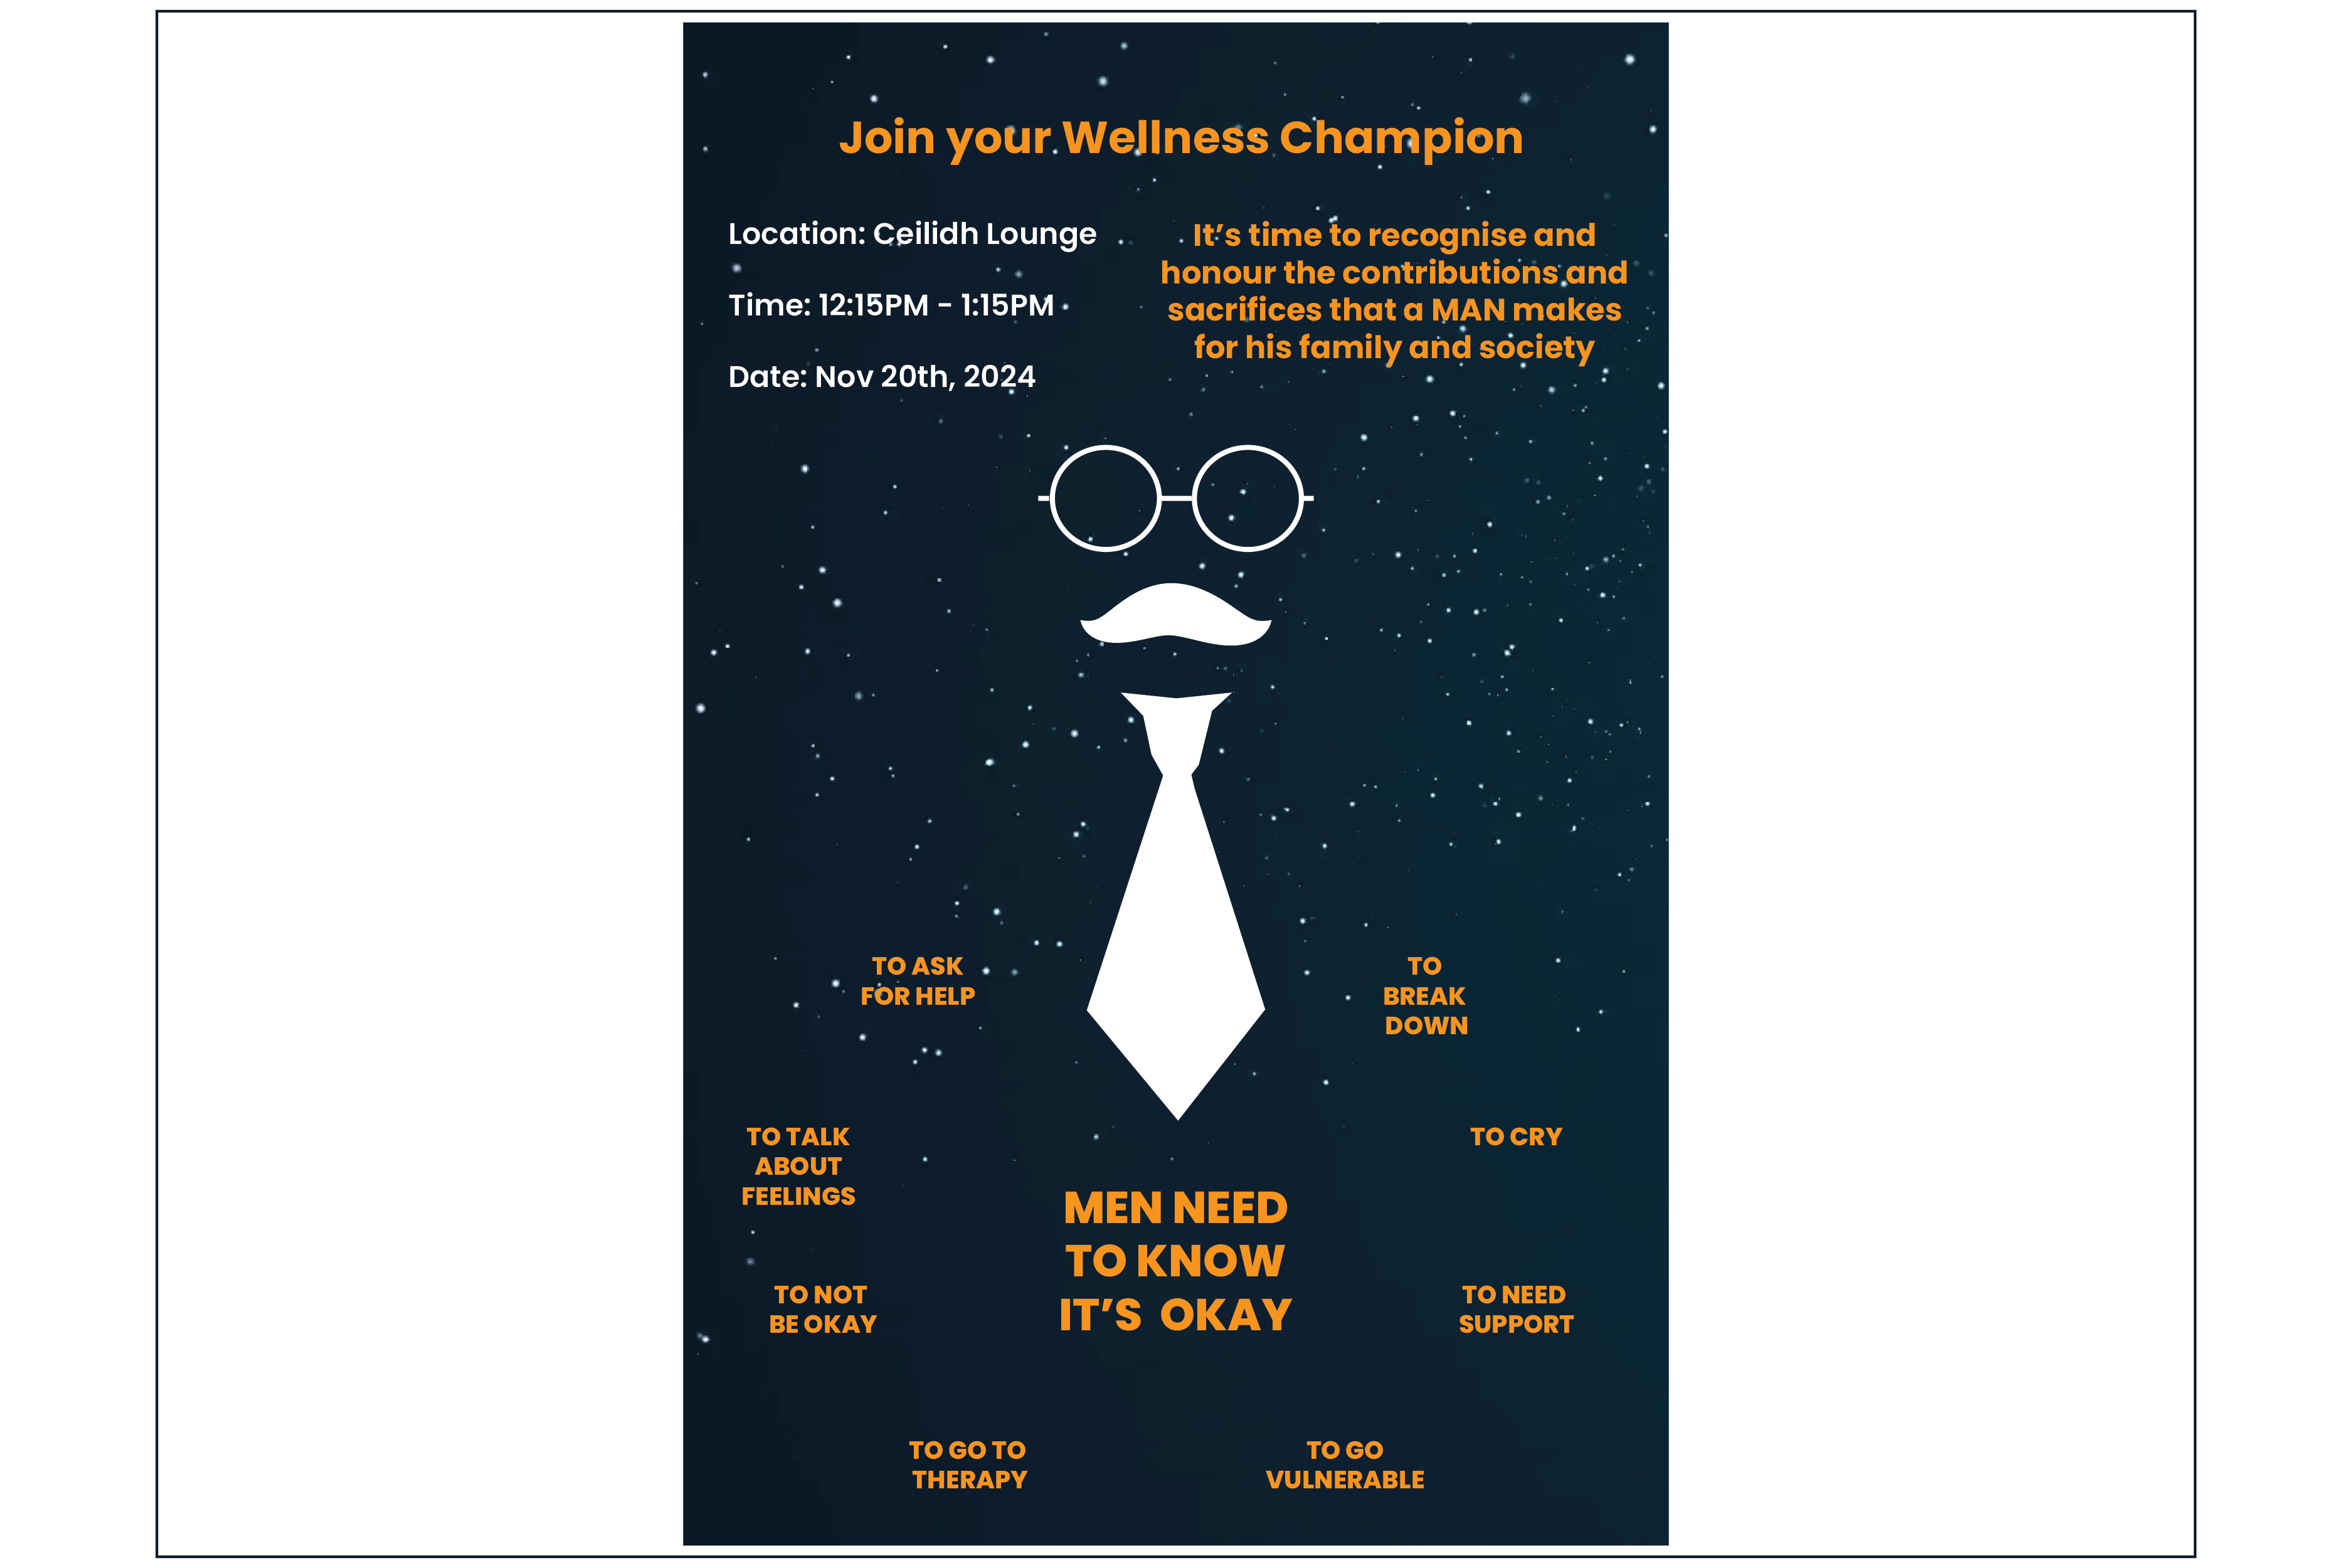 Join your Wellness Champion
Location: Ceilidh Lounge
Time: 12:15PM - 1:15PM
Date: Nov 20th, 2024
It's time to recognise and
honour the contributions and
sacrifices that a MAN makes
for his family and society
TO ASK
FOR HELP
TO
BREAK
DOWN
TO TALK
ABOUT
FEELINGS
TO CRY
MEN NEED
TO KNOW
IT'S OKAY
TO NOT
BE OKAY
TO NEED
SUPPORT
TO GO TO
THERAPY
TO GO
VULNERABLE